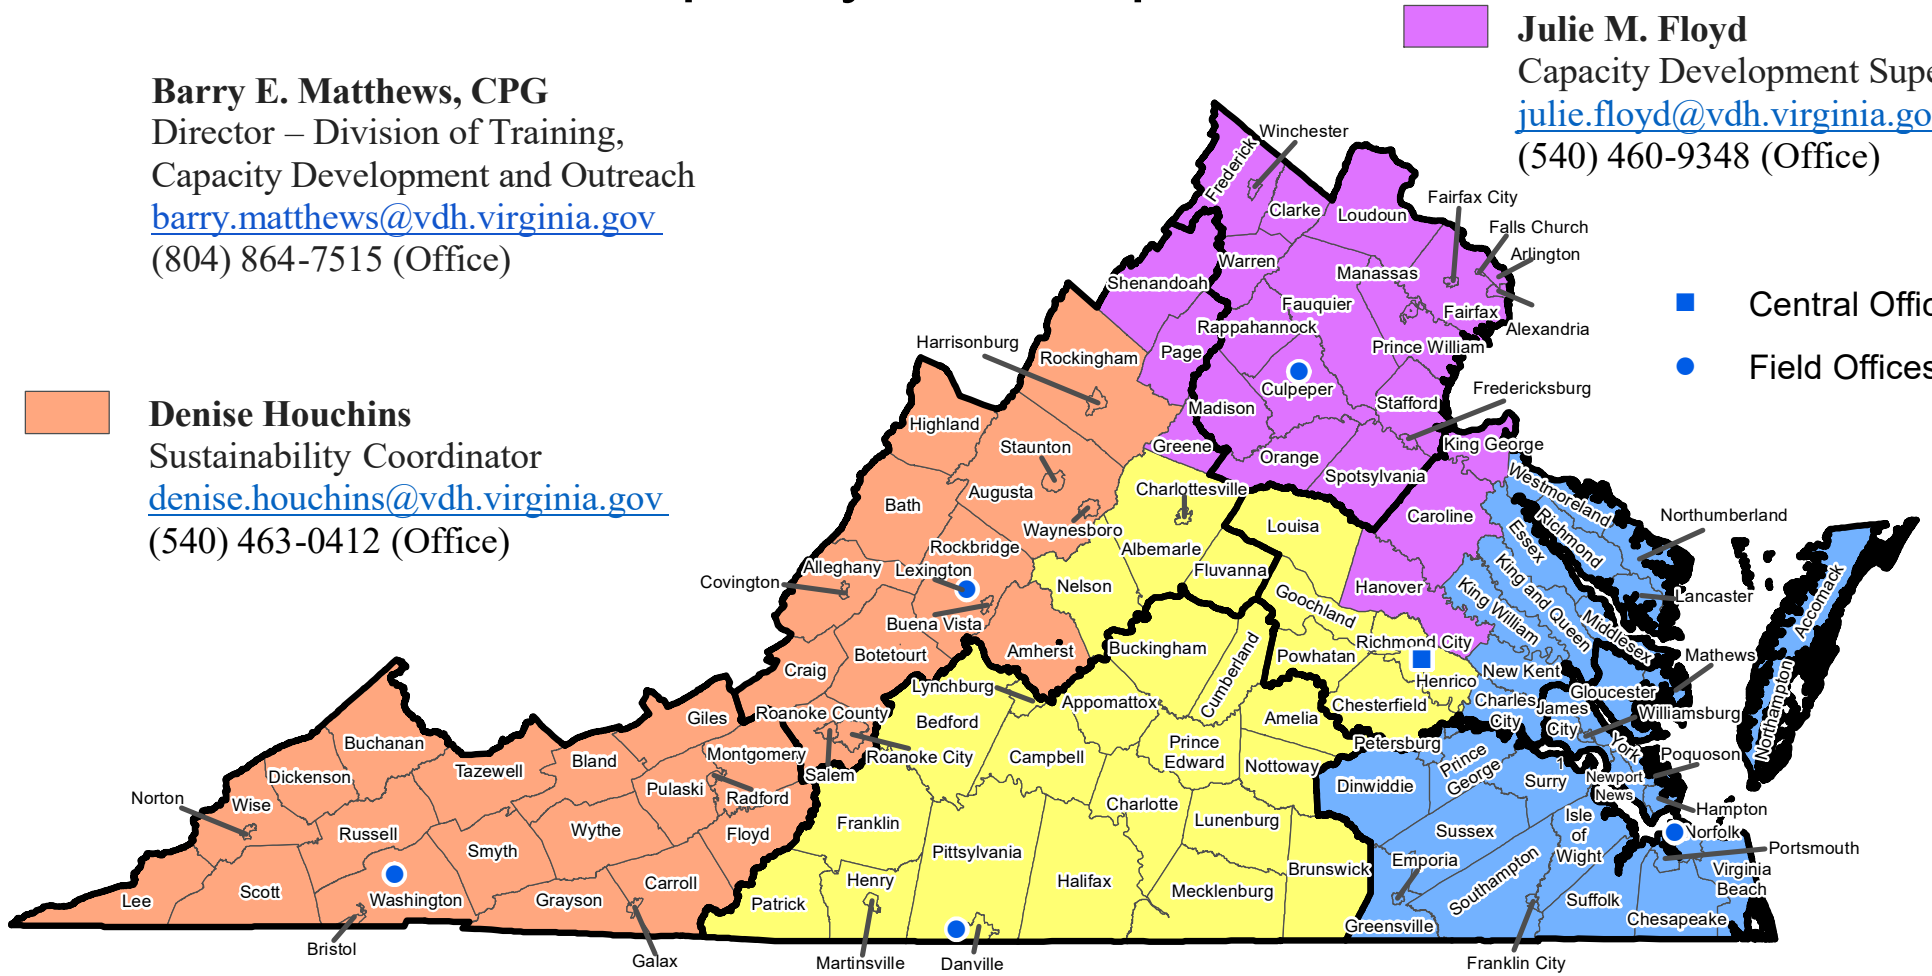 Julie M. Floyd
Capacity Development Supe
julie.floyd@vdh.virginia.go
(540) 460-9348 (Office)
Barry E. Matthews, CPG
Director – Division of Training,
Capacity Development and Outreach
barry.matthews@vdh.virginia.gov
(804) 864-7515 (Office)
Central Offic
Field Offices
Denise Houchins
Sustainability Coordinator
denise.houchins@vdh.virginia.gov
(540) 463-0412 (Office)
Winchester
Frederick
Clarke
Loudoun
Fairfax City
Falls Church
Arlington
Warren
Manassas
Shenandoah
Fauquier
Fairfax
Alexandria
Rappahannock
Harrisonburg
Rockingham
Page
Prince William
Culpeper
Fredericksburg
Stafford
Madison
Highland
Staunton
Greene
King George
Orange
Spotsylvania
Augusta
Charlottesville
Westmoreland
Bath
Caroline
Northumberland
Waynesboro
Louisa
Essex
Richmond
Rockbridge
Albemarle
Alleghany
Lexington
Fluvanna
Covington
Nelson
Hanover
King and Queen
Lancaster
Accomack
Goochland
King William
Buena Vista
Middlesex
Richmond City
Amherst
Buckingham
Botetourt
Powhatan
Mathews
Craig
New Kent
Henrico
Cumberland
Lynchburg
Gloucester
Northampton
Appomattox
Charles
City
James
City
Chesterfield
Williamsburg
Roanoke County
Giles
Bedford
Amelia
Buchanan
Petersburg
York
Montgomery
Roanoke City
Campbell
Prince
Edward
Poquoson
Bland
Tazewell
Nottoway
Prince
George
Dickenson
Salem
Surry
1
Newport
News
Dinwiddie
Pulaski
Radford
Norton
Wise
Charlotte
Hampton
Franklin
Lunenburg
Isle
of
Wight
Russell
Wythe
Floyd
Sussex
Norfolk
Smyth
Pittsylvania
Emporia
Portsmouth
Brunswick
Virginia
Beach
Henry
Halifax
Carroll
Southampton
Scott
Mecklenburg
Lee
Washington
Grayson
Patrick
Suffolk
Greensville
Chesapeake
Bristol
Galax
Martinsville
Danville
Franklin City